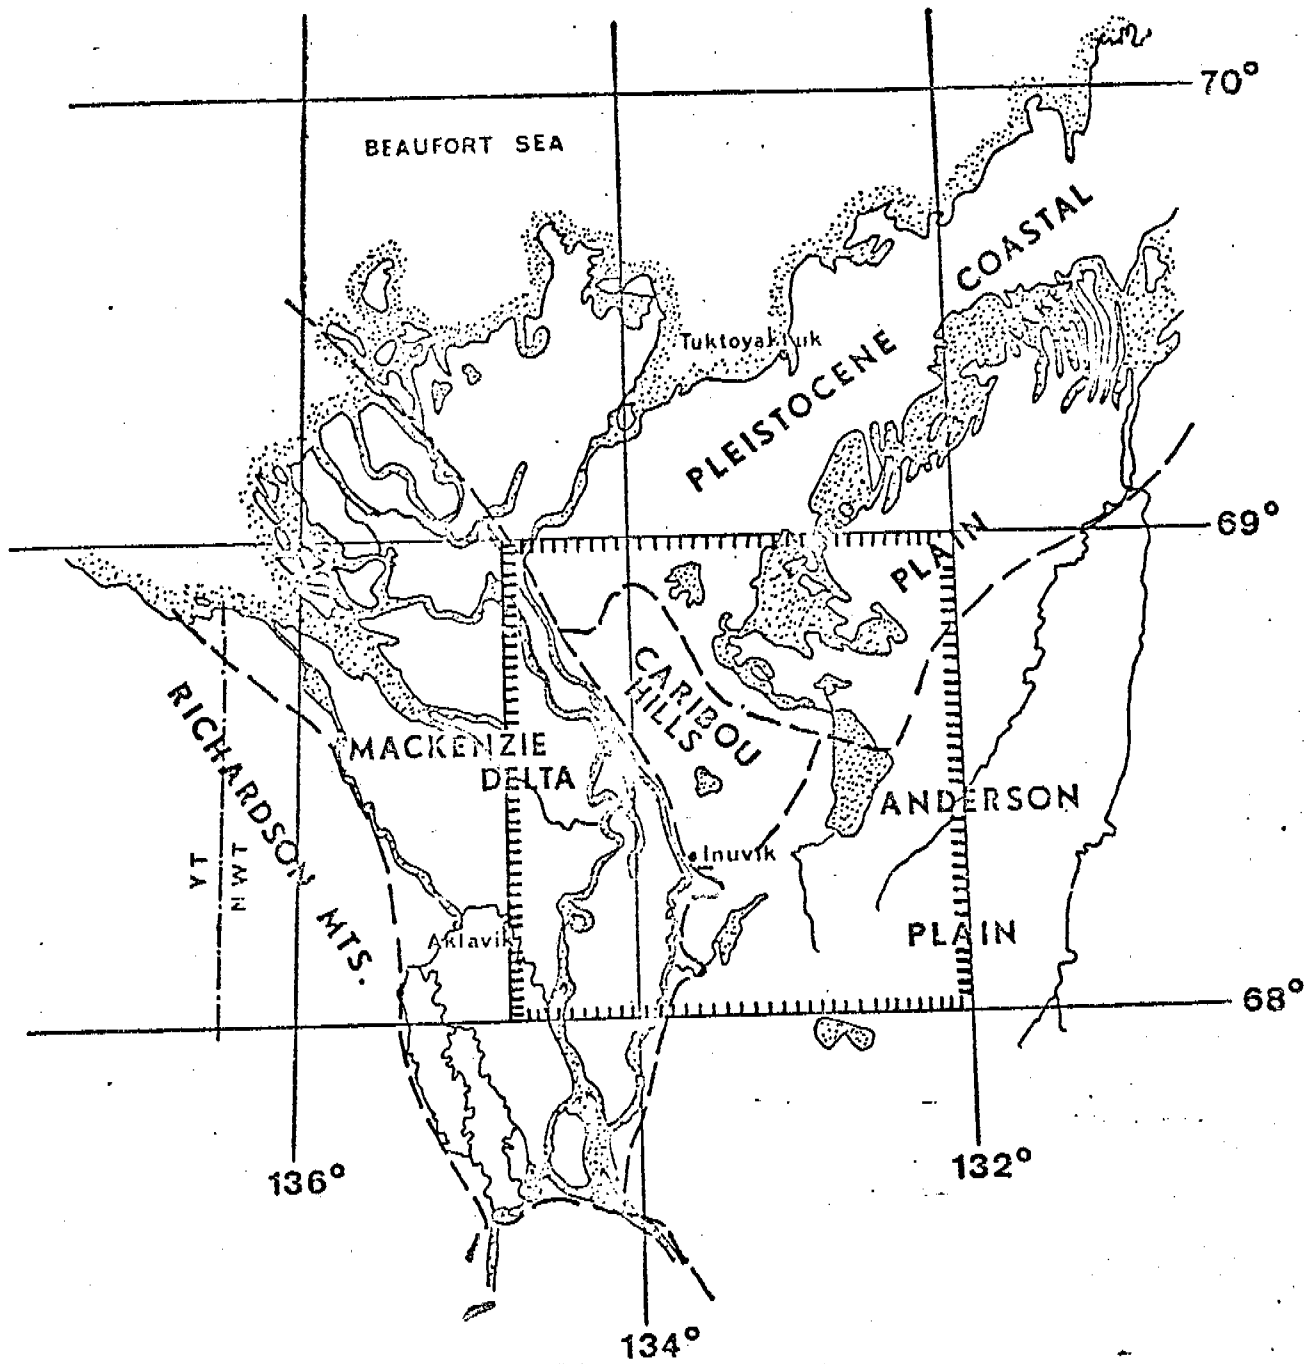 70°
BEAUFORT SEA
COASTAL
Tuktoyaktuk
PLEISTOCENE
69°
PLAIN
CARIBOU
HILLS
RICHARDSON MTS.
MACKENZIE
DELTA
ANDERSON
YT
NWT
Inuvik
PLAIN
Aklavik
68°
136°
132°
134°